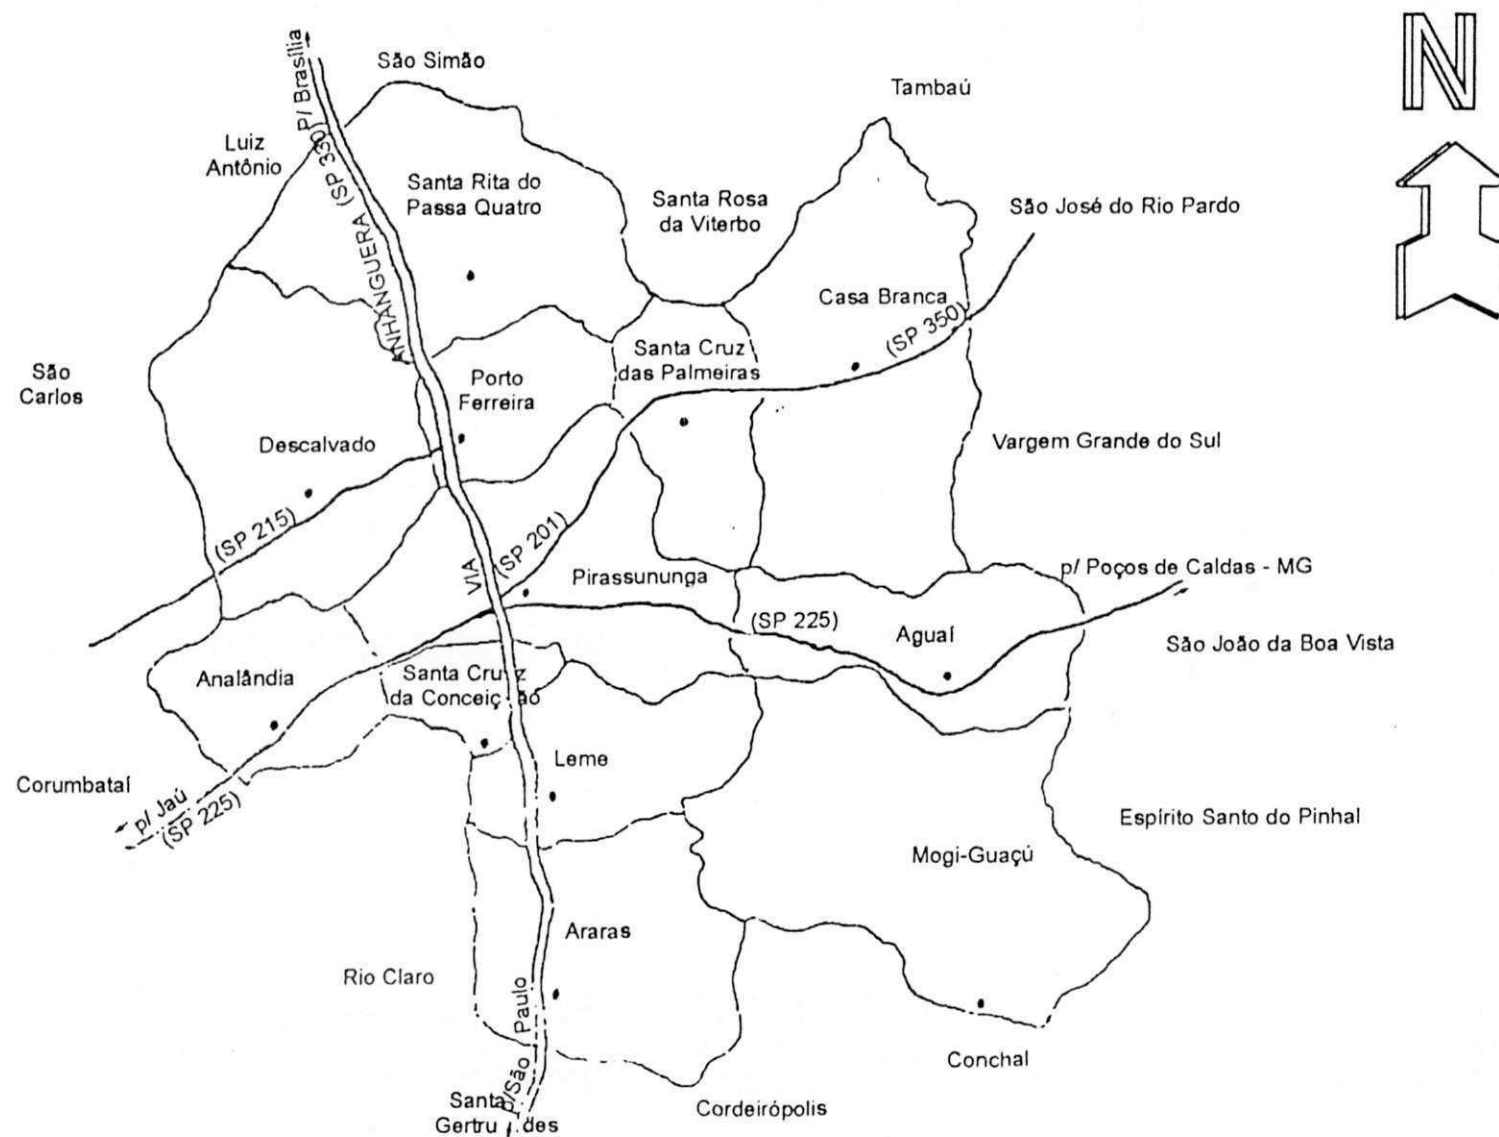 N
P/ Brasília
São Simão
Tambaú
Luiz
Antônio
Santa Rita do
Passa Quatro
Santa Rosa
da Viterbo
São José do Rio Pardo
VIA ANHANGUERA (SP 330)
Casa Branca
(SP 350)
Santa Cruz
das Palmeiras
São
Carlos
Porto
Ferreira
Descalvado
Vargem Grande do Sul
(SP 215)
(SP 201)
Pirassununga
p/ Poços de Caldas - MG
(SP 225)
Aguaí
São João da Boa Vista
Analândia
Santa Cruz
da Conceição
Leme
Corumbataí
p/ Jaú
(SP 225)
Espírito Santo do Pinhal
Mogi-Guaçú
Araras
Rio Claro
p/São Paulo
Conchal
Santa
Gertrudes
Cordeirópolis